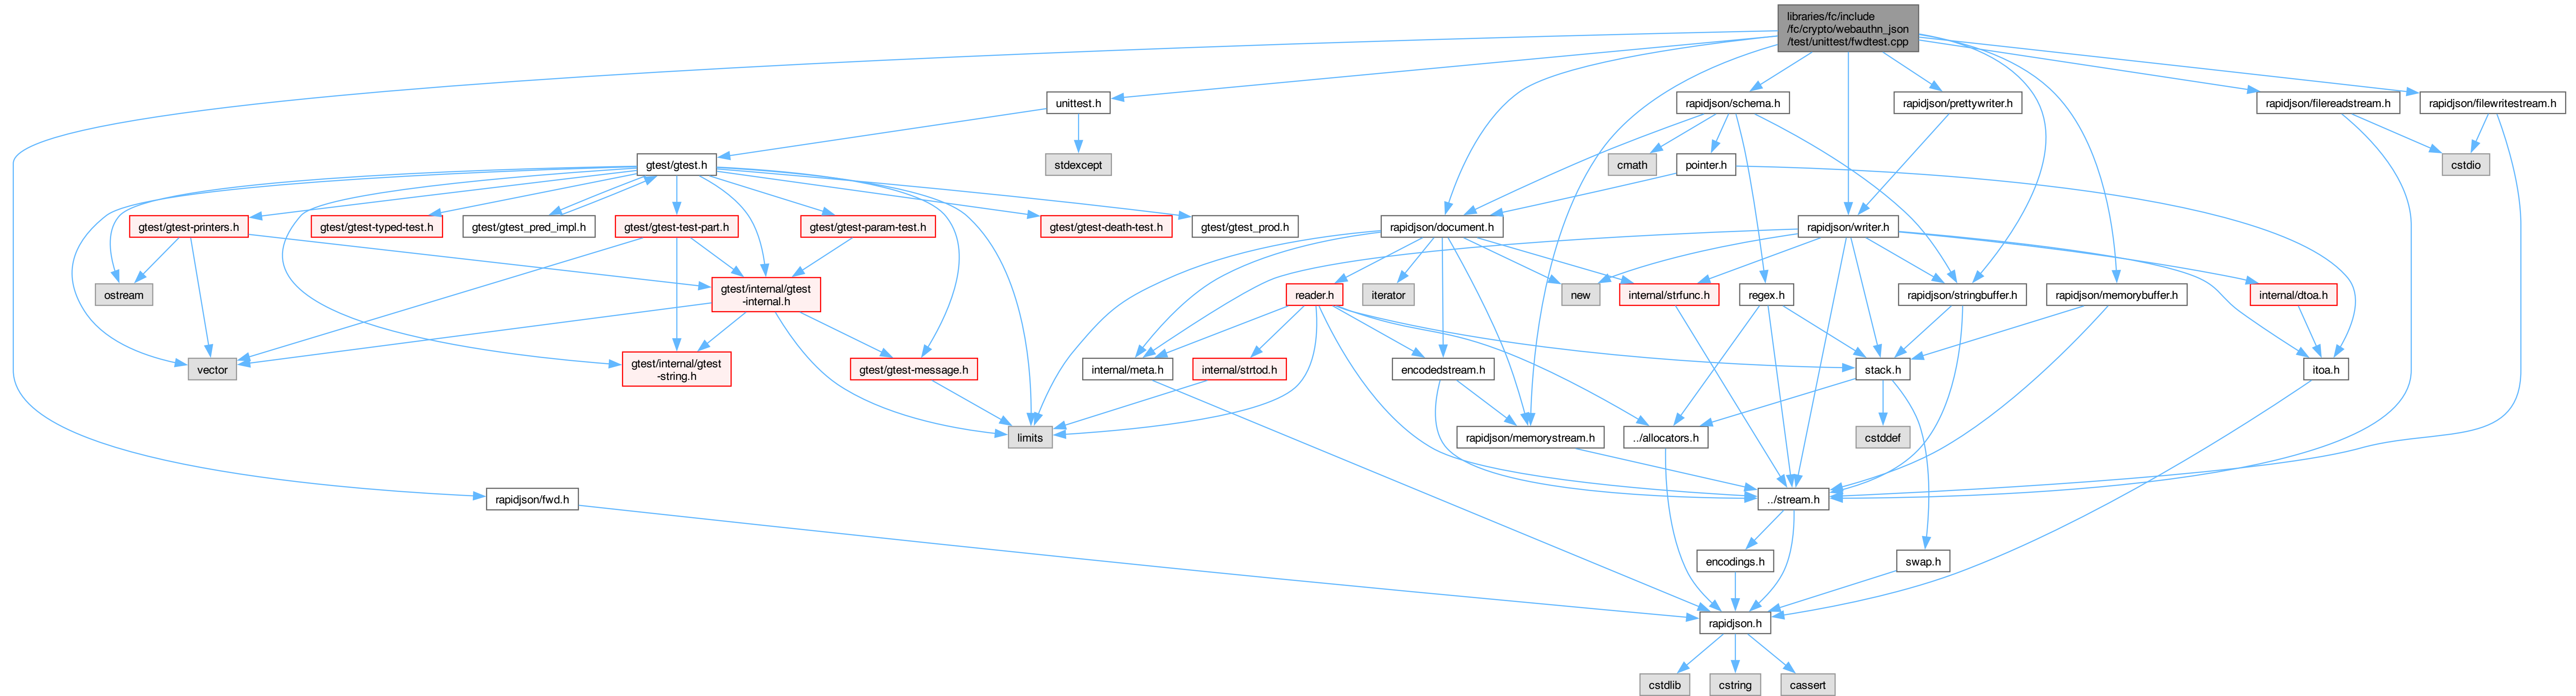 libraries/fc/include
/fc/crypto/webauthn_json
/test/unittest/fwdtest.cpp
unittest.h
rapidjson/schema.h
rapidjson/prettywriter.h
rapidjson/filereadstream.h
rapidjson/filewritestream.h
gtest/gtest.h
stdexcept
cmath
pointer.h
cstdio
gtest/gtest-printers.h
gtest/gtest-typed-test.h
gtest/gtest_pred_impl.h
gtest/gtest-test-part.h
gtest/gtest-param-test.h
gtest/gtest-death-test.h
gtest/gtest_prod.h
rapidjson/document.h
rapidjson/writer.h
ostream
gtest/internal/gtest
-internal.h
reader.h
iterator
new
internal/strfunc.h
regex.h
rapidjson/stringbuffer.h
rapidjson/memorybuffer.h
internal/dtoa.h
vector
gtest/internal/gtest
-string.h
gtest/gtest-message.h
internal/meta.h
internal/strtod.h
encodedstream.h
stack.h
itoa.h
limits
rapidjson/memorystream.h
../allocators.h
cstddef
rapidjson/fwd.h
../stream.h
encodings.h
swap.h
rapidjson.h
cstdlib
cstring
cassert